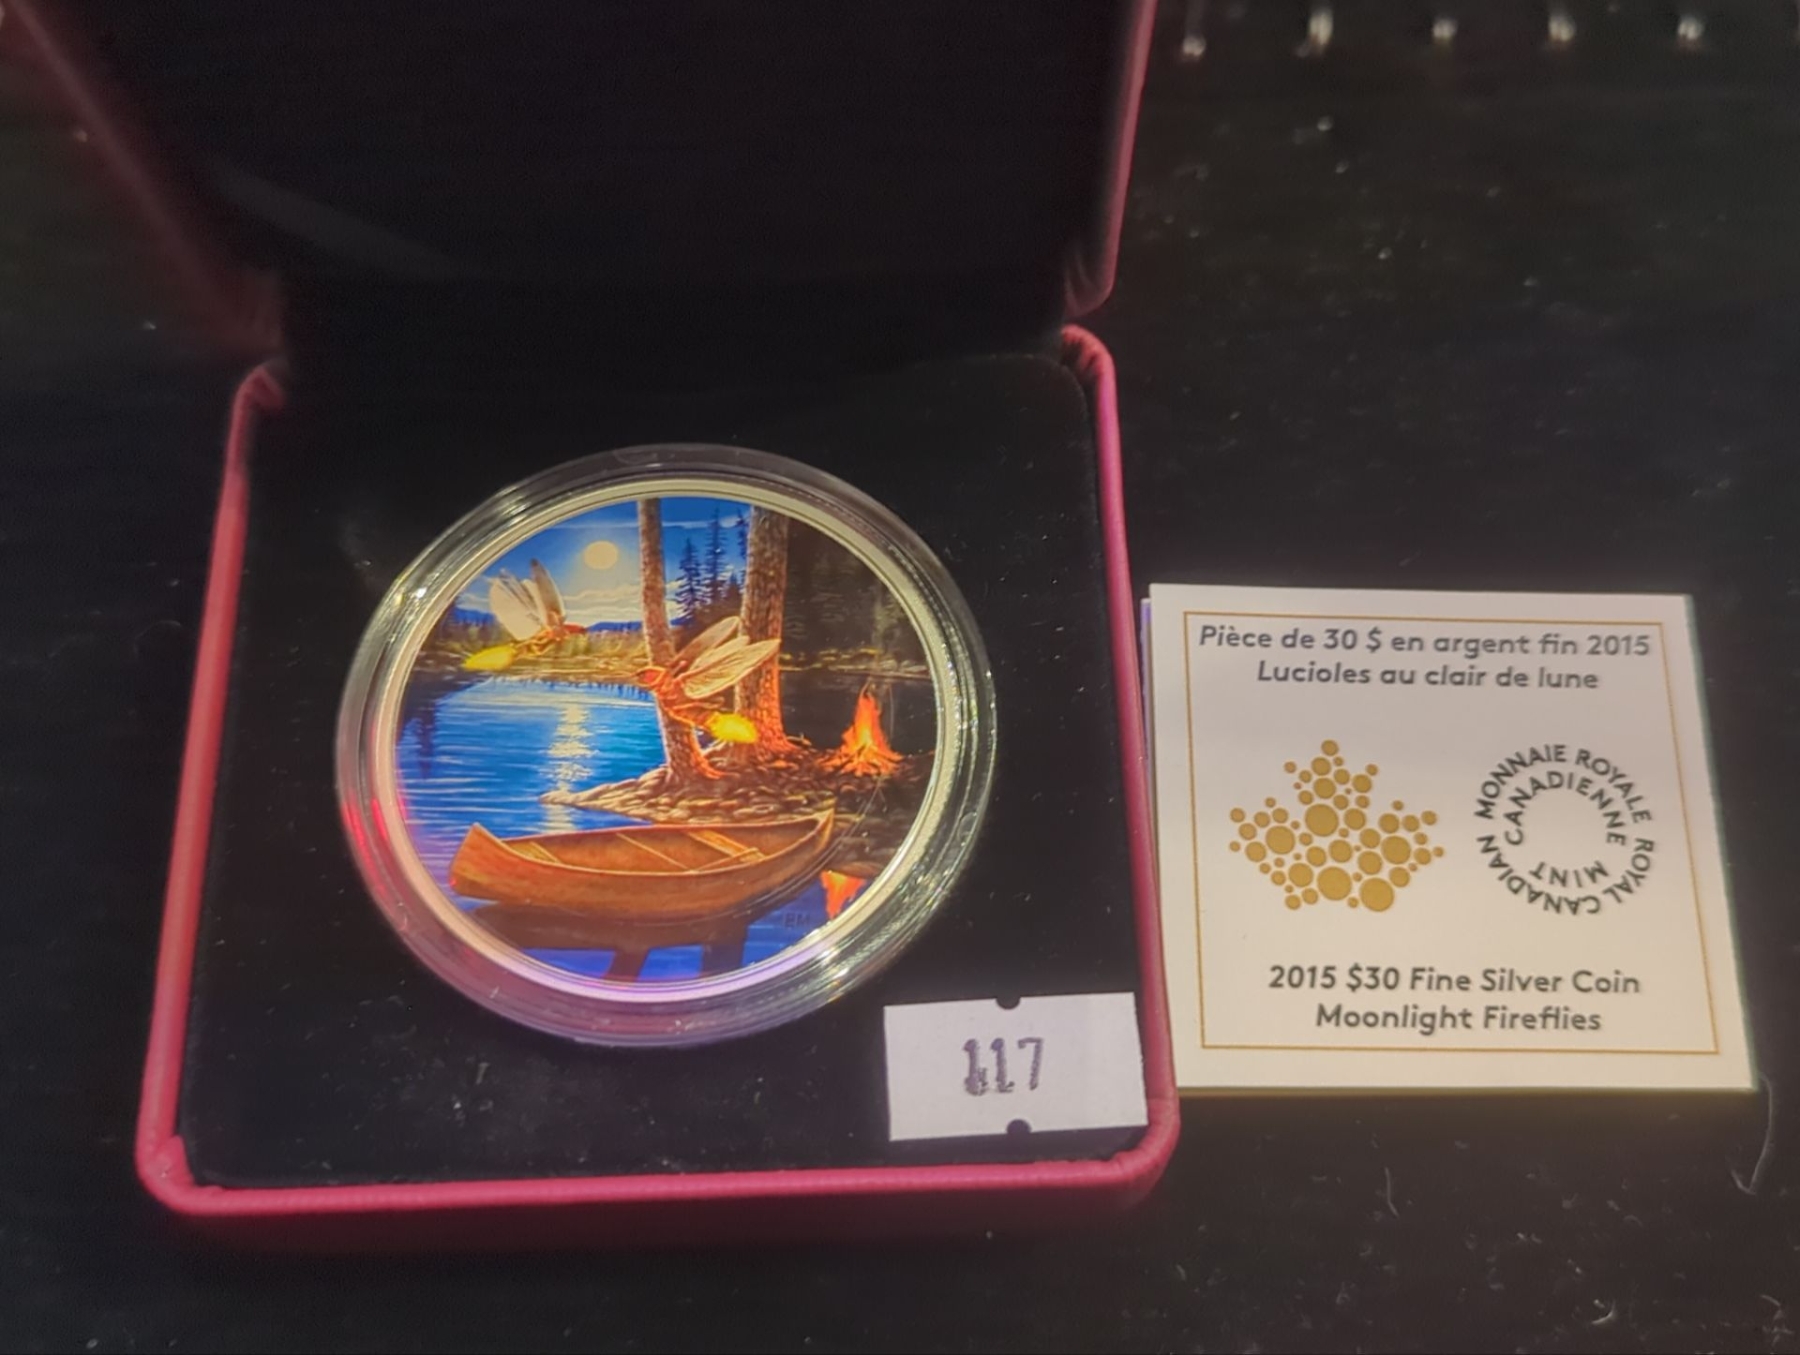 Pièce de 30 $ en argent fin 2015
Lucioles au clair de lune
MONNAIE ROYALE CANADIENNE
ROYAL CANADIAN MINT
2015 $30 Fine Silver Coin
Moonlight Fireflies
117